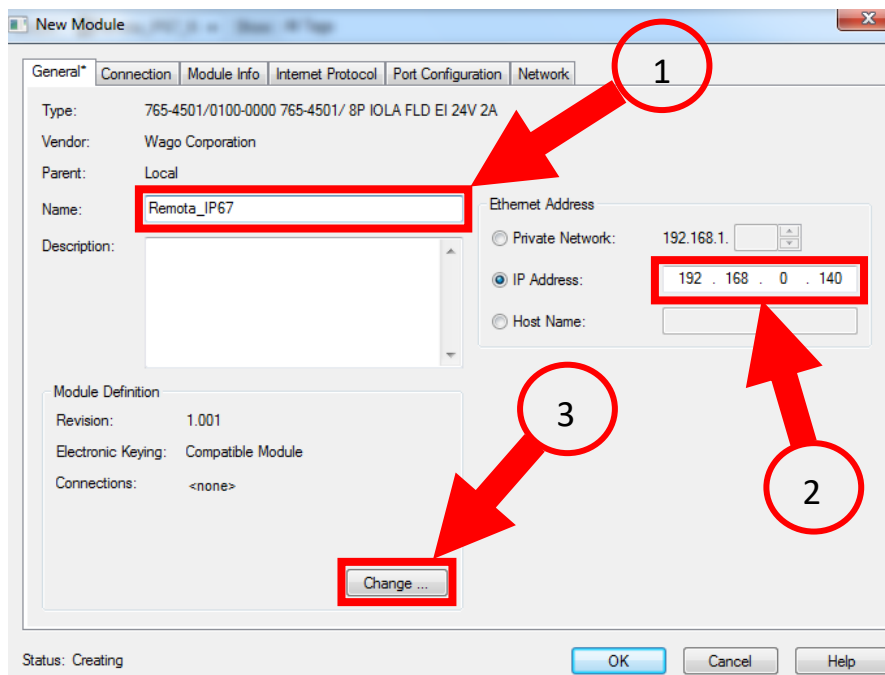 New Module
General* Connection Module Info Internet Protocol Port Configuration Network
1
Type: 765-4501/0100-0000 765-4501/ 8P IOLA FLD EI 24V 2A
Vendor: Wago Corporation
Parent: Local
Name: Remota_IP67
Description:
Ethernet Address
Private Network: 192.168.1.
IP Address: 192 . 168 . 0 . 140
Host Name:
Module Definition
Revision: 1.001
Electronic Keying: Compatible Module
Connections: <none>
Change ...
3
2
Status: Creating
OK Cancel Help